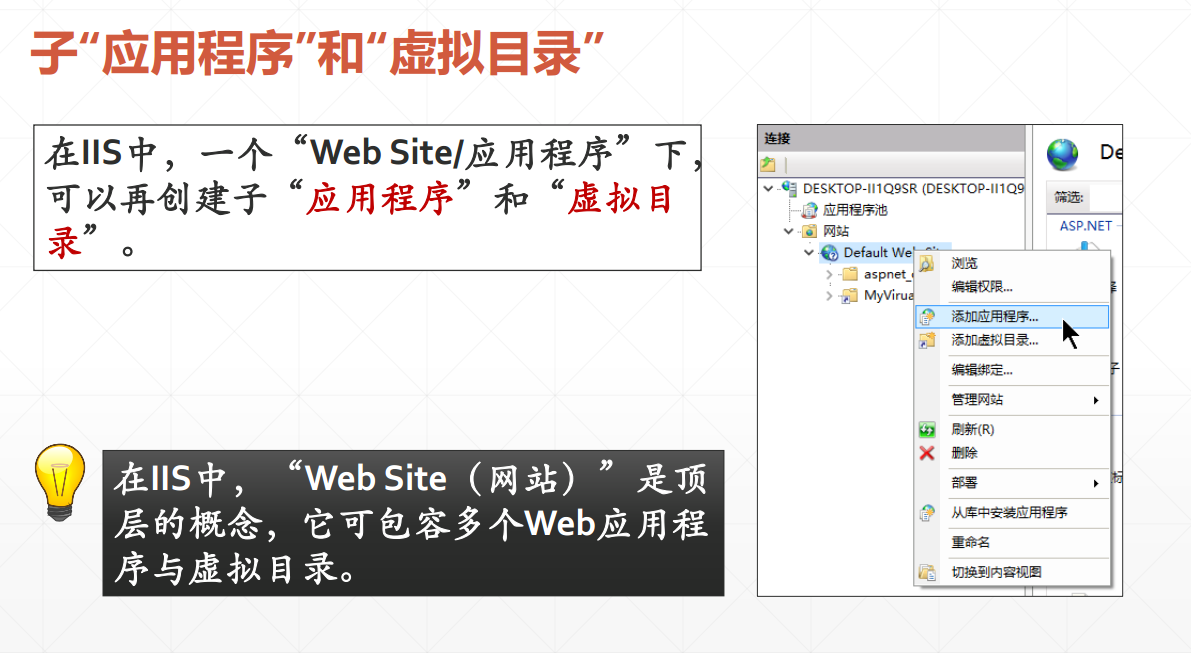 子“应用程序”和“虚拟目录”
在IIS中，一个“Web Site/应用程序”下，
可以再创建子“应用程序”和“虚拟目
录”。
在IIS中，“Web Site（网站）”是顶
层的概念，它可包容多个Web应用程
序与虚拟目录。
连接
DESKTOP-II1Q9SR (DESKTOP-II1Q9
应用程序池
网站
Default Web Sit
aspnet_
MyVirua
浏览
编辑权限...
添加应用程序...
添加虚拟目录...
编辑绑定...
管理网站
刷新(R)
删除
部署
从库中安装应用程序
重命名
切换到内容视图
De
筛选:
ASP.NET